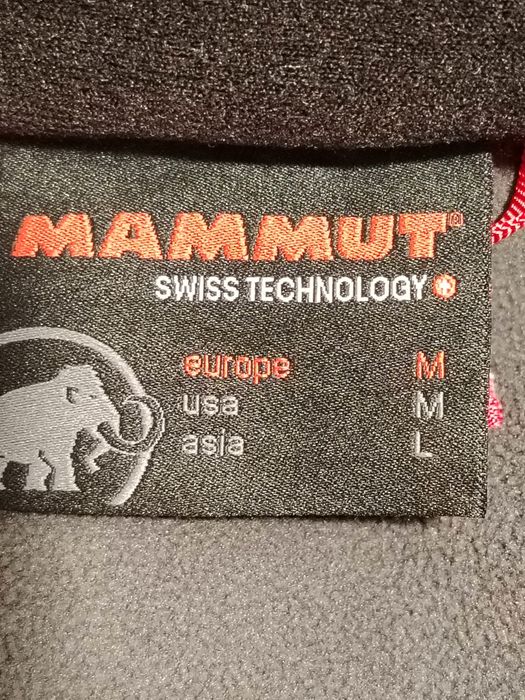 MAMMUT®
SWISS TECHNOLOGY
europe M
usa M
asia L